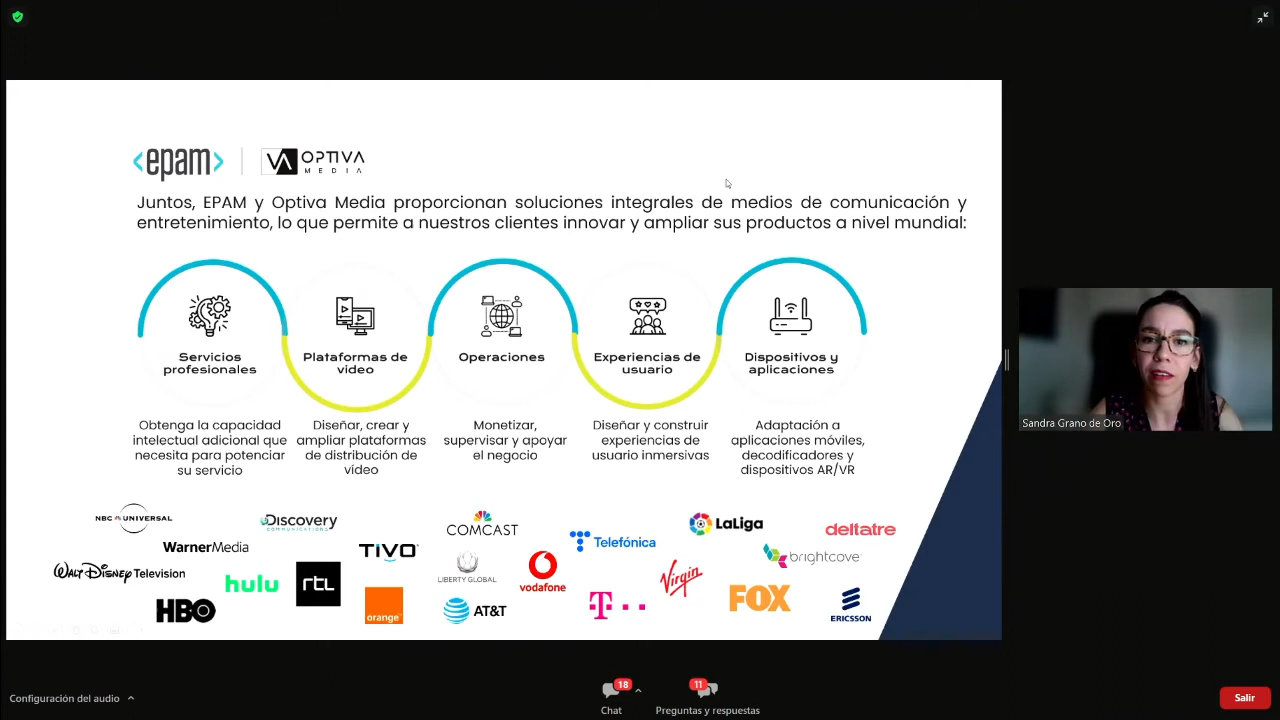 <epam>
VA OPTIVA
MEDIA
Juntos, EPAM y Optiva Media proporcionan soluciones integrales de medios de comunicación y
entretenimiento, lo que permite a nuestros clientes innovar y ampliar sus productos a nivel mundial:
Servicios
profesionales
Plataformas de
vídeo
Operaciones
Experiencias de
usuario
Dispositivos y
aplicaciones
Obtenga la capacidad
intelectual adicional que
necesita para potenciar
su servicio
Diseñar, crear y
ampliar plataformas
de distribución de
vídeo
Monetizar,
supervisar y apoyar
el negocio
Diseñar y construir
experiencias de
usuario inmersivas
Adaptación a
aplicaciones móviles,
decodificadores y
dispositivos AR/VR
NBC UNIVERSAL
Discovery
COMMUNICATIONS
COMCAST
Telefónica
LaLiga
deltatre
WarnerMedia
TiVo
LIBERTY GLOBAL
vodafone
Virgin
brightcove
Walt Disney Television
hulu
rtl
HBO
orange
AT&T
T
FOX
ERICSSON
Sandra Grano de Oro
Configuración del audio
18
Chat
11
Preguntas y respuestas
Salir